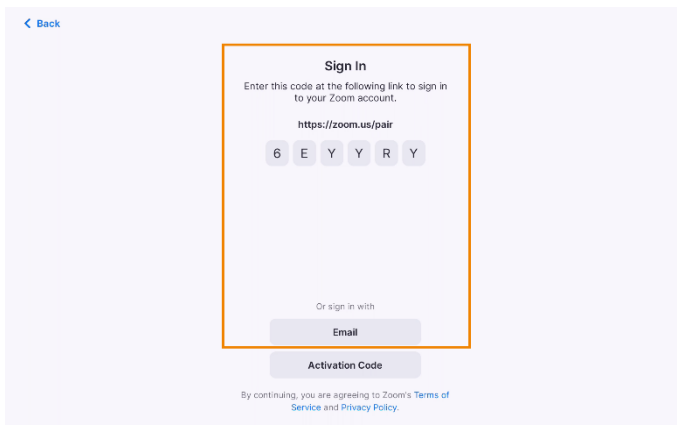 Back
Sign In
Enter this code at the following link to sign in
to your Zoom account.
https://zoom.us/pair
6 E Y Y R Y
Or sign in with
Email
Activation Code
By continuing, you are agreeing to Zoom's Terms of
Service and Privacy Policy.